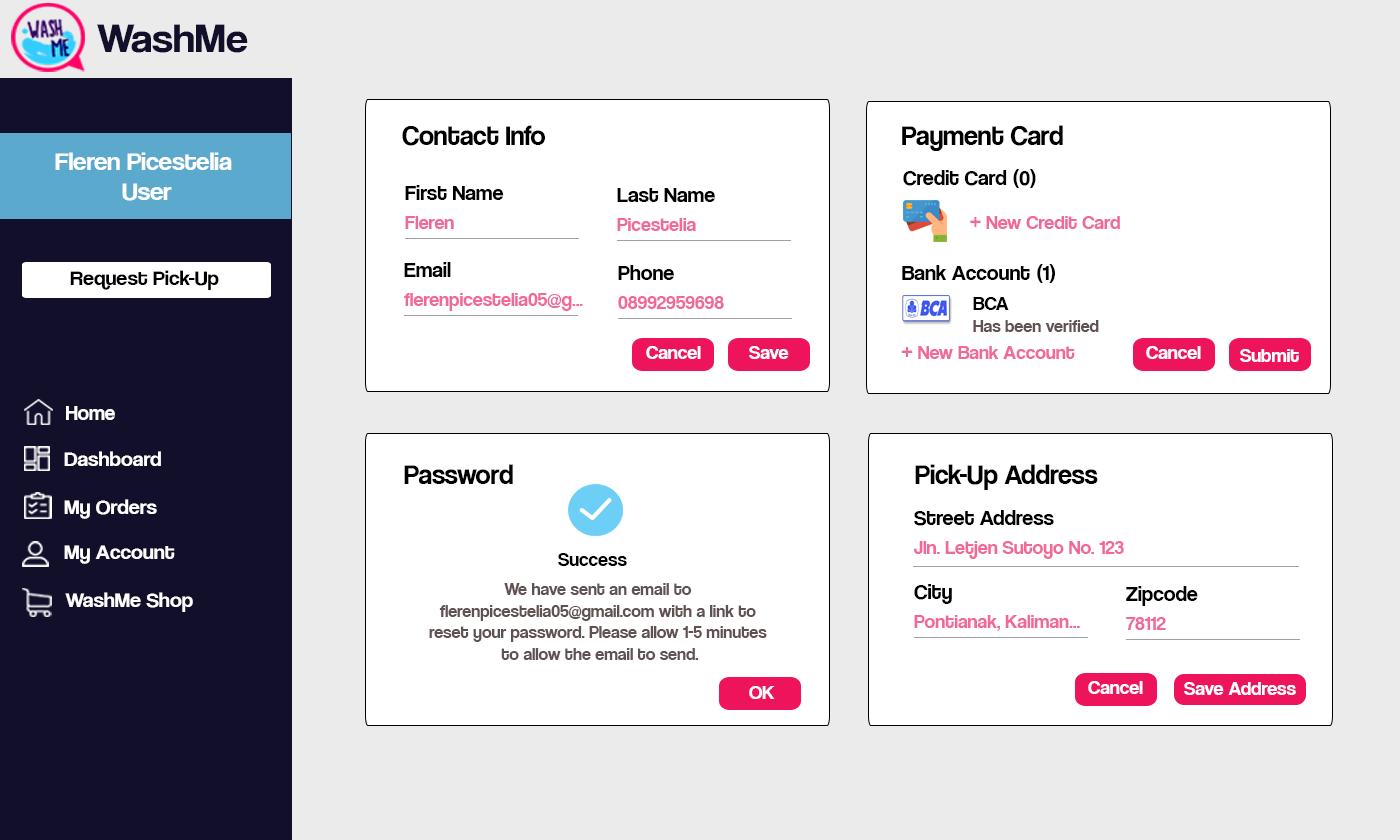 WASH
ME
WashMe
Fleren Picestelia
User
Request Pick-Up
Home
Dashboard
My Orders
My Account
WashMe Shop
Contact Info
First Name
Last Name
Fleren
Picestelia
Email
Phone
flerenpicestelia05@g...
08992959698
Cancel
Save
Payment Card
Credit Card (0)
+ New Credit Card
Bank Account (1)
BCA
BCA
Has been verified
+ New Bank Account
Cancel
Submit
Password
Success
We have sent an email to
flerenpicestelia05@gmail.com with a link to
reset your password. Please allow 1-5 minutes
to allow the email to send.
OK
Pick-Up Address
Street Address
Jln. Letjen Sutoyo No. 123
City
Zipcode
Pontianak, Kaliman...
78112
Cancel
Save Address